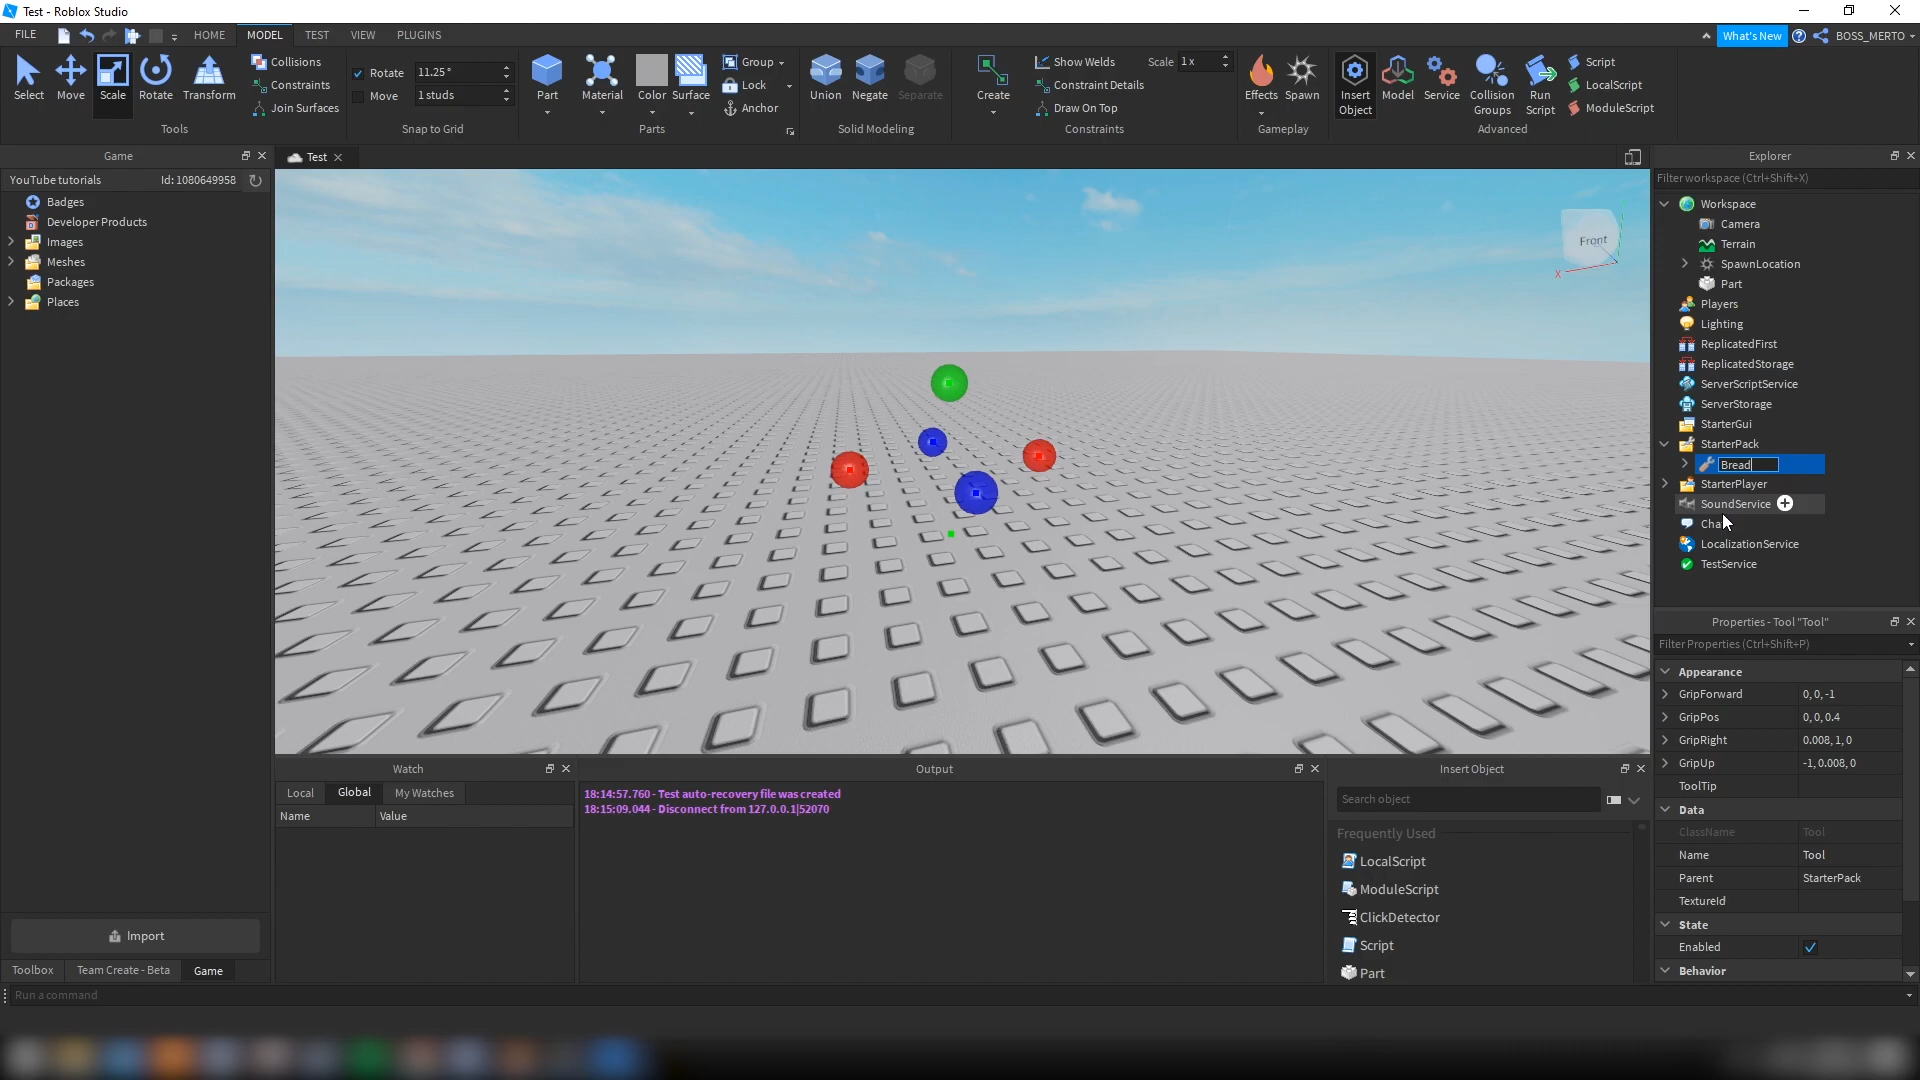 Test - Roblox Studio
FILE
HOME
MODEL
TEST
VIEW
PLUGINS
What's New
BOSS_MERTO
Select
Move
Scale
Rotate
Transform
Collisions
Constraints
Join Surfaces
Tools
Rotate 11.25°
Move 1 studs
Snap to Grid
Part
Material
Color
Surface
Group
Lock
Anchor
Parts
Union
Negate
Separate
Solid Modeling
Create
Show Welds
Constraint Details
Draw On Top
Scale 1 x
Constraints
Effects
Spawn
Gameplay
Insert
Object
Model
Service
Collision
Groups
Run
Script
Script
LocalScript
ModuleScript
Advanced
Game
YouTube tutorials Id: 1080649958
Badges
Developer Products
Images
Meshes
Packages
Places
Import
Toolbox
Team Create - Beta
Game
Test
Front
X
Watch
Local
Global
My Watches
Name
Value
Output
18:14:57.760 - Test auto-recovery file was created
18:15:09.044 - Disconnect from 127.0.0.1|52070
Insert Object
Search object
Frequently Used
LocalScript
ModuleScript
ClickDetector
Script
Part
Explorer
Filter workspace (Ctrl+Shift+X)
Workspace
Camera
Terrain
SpawnLocation
Part
Players
Lighting
ReplicatedFirst
ReplicatedStorage
ServerScriptService
ServerStorage
StarterGui
StarterPack
Bread
StarterPlayer
SoundService
LocalizationService
TestService
Properties - Tool "Tool"
Filter Properties (Ctrl+Shift+P)
Appearance
GripForward 0, 0, -1
GripPos 0, 0, 0.4
GripRight 0.008, 1, 0
GripUp -1, 0.008, 0
ToolTip
Data
ClassName Tool
Name Tool
Parent StarterPack
TextureId
State
Enabled
Behavior
Run a command